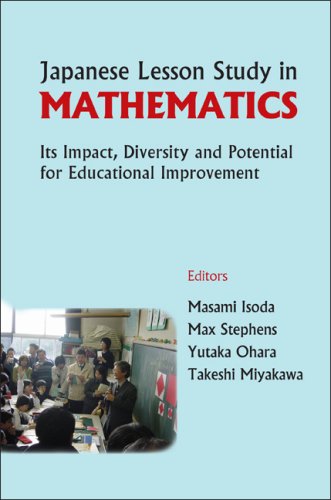 Japanese Lesson Study in
MATHEMATICS
Its Impact, Diversity and Potential
for Educational Improvement
Editors
Masami Isoda
Max Stephens
Yutaka Ohara
Takeshi Miyakawa